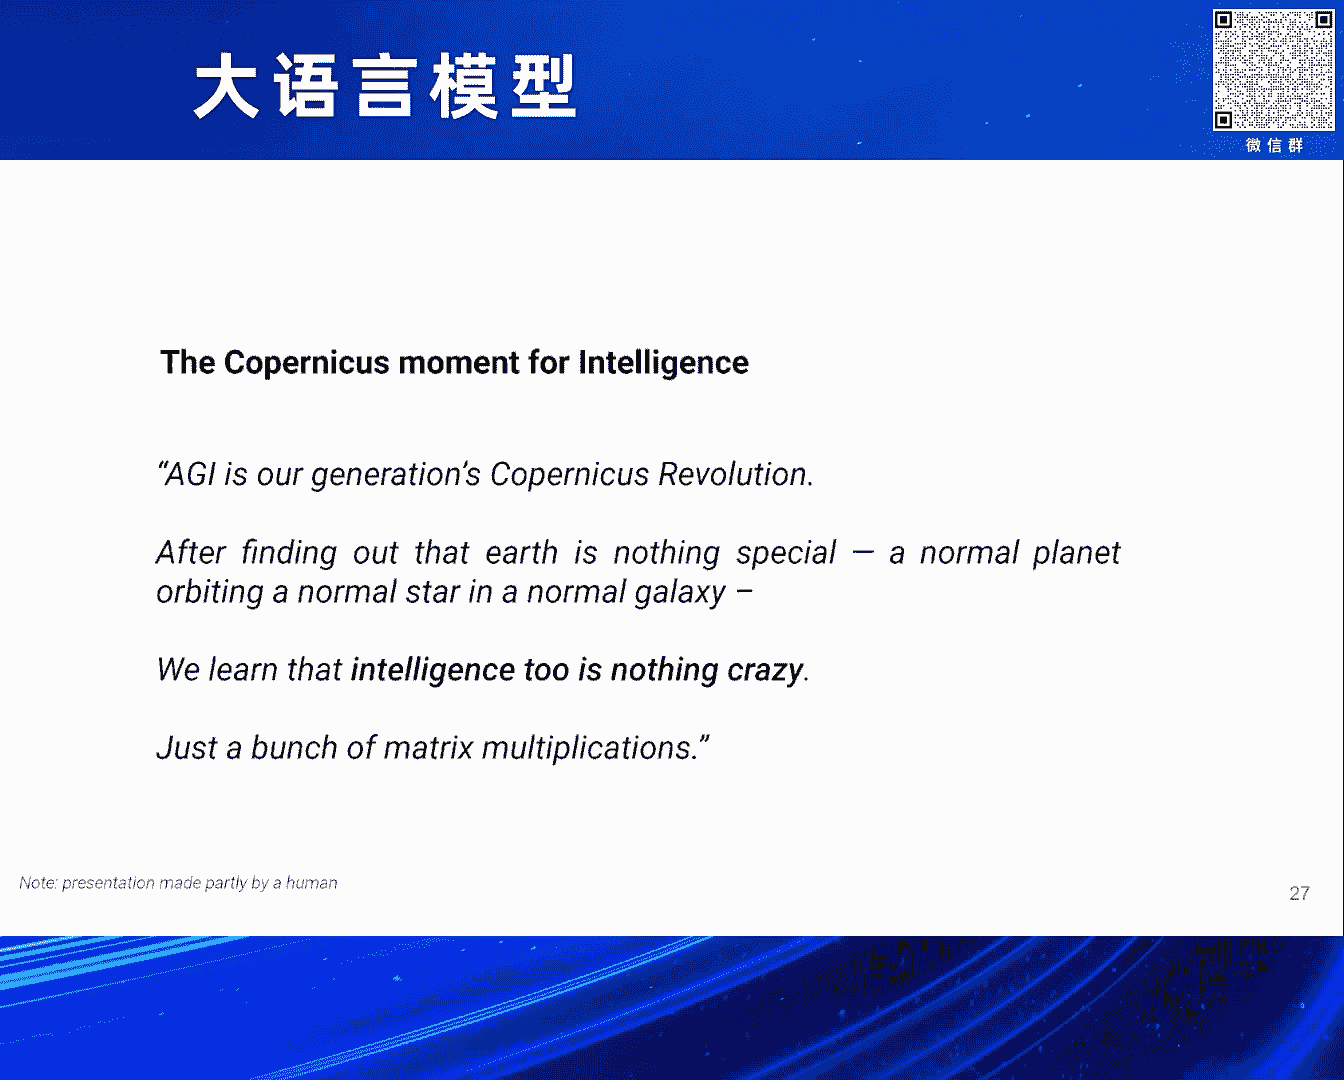 大语言模型
微信群
The Copernicus moment for Intelligence
“AGI is our generation’s Copernicus Revolution.
After finding out that earth is nothing special — a normal planet
orbiting a normal star in a normal galaxy –
We learn that intelligence too is nothing crazy.
Just a bunch of matrix multiplications.”
Note: presentation made partly by a human
27